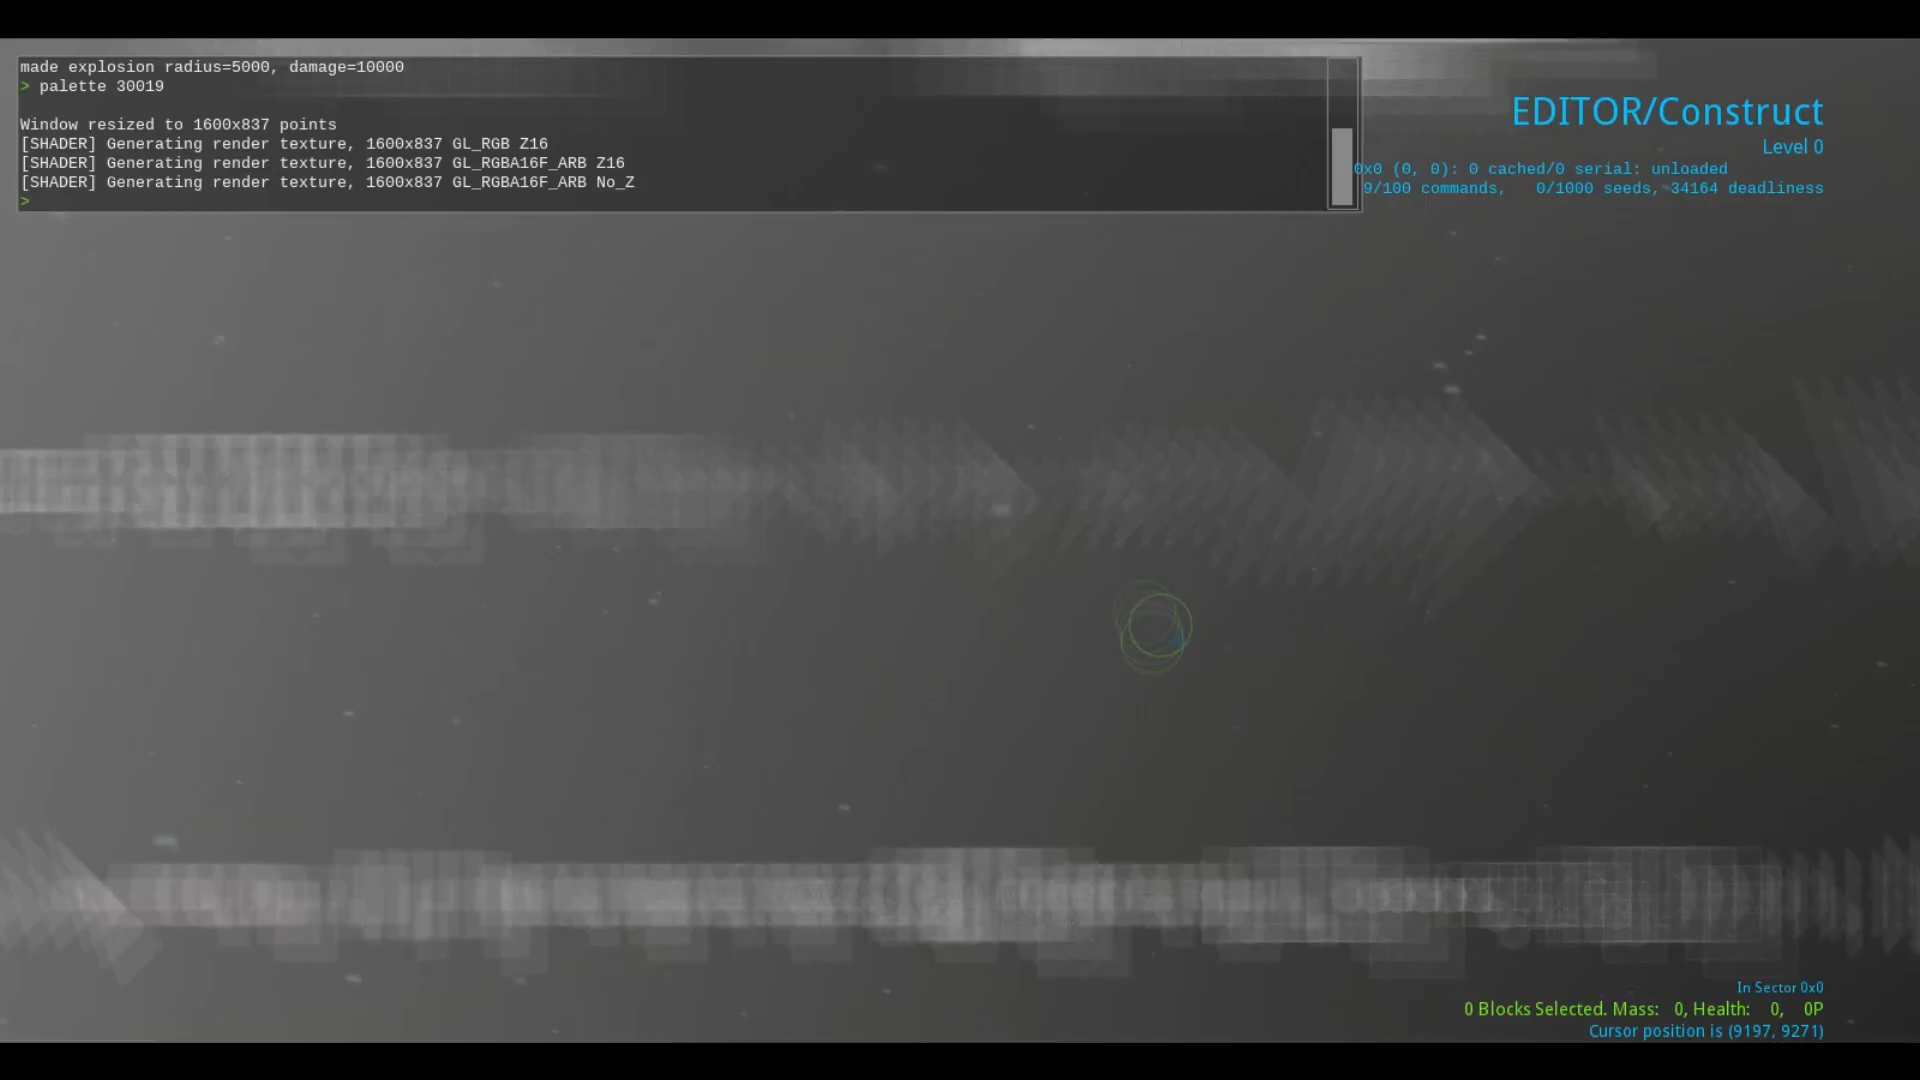 made explosion radius=5000, damage=10000
> palette 30019
Window resized to 1600x837 points
[SHADER] Generating render texture, 1600x837 GL_RGB Z16
[SHADER] Generating render texture, 1600x837 GL_RGBA16F_ARB Z16
[SHADER] Generating render texture, 1600x837 GL_RGBA16F_ARB No_Z
>
EDITOR/Construct
Level 0
0x0 (0, 0): 0 cached/0 serial: unloaded
9/100 commands, 0/1000 seeds, 34164 deadliness
In Sector 0x0
0 Blocks Selected. Mass: 0, Health: 0, 0P
Cursor position is (9197, 9271)